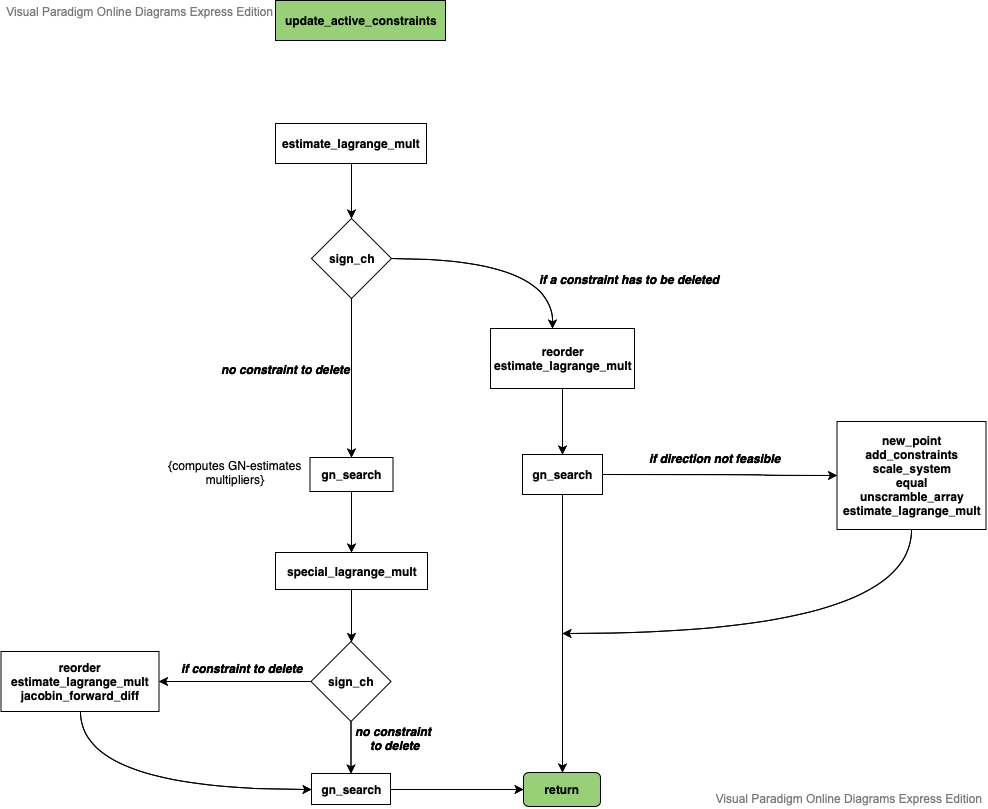 Visual Paradigm Online Diagrams Express Edition
update_active_constraints
estimate_lagrange_mult
sign_ch
if a constraint has to be deleted
reorder
estimate_lagrange_mult
no constraint to delete
{computes GN-estimates
multipliers}
gn_search
gn_search
if direction not feasible
new_point
add_constraints
scale_system
equal
unscramble_array
estimate_lagrange_mult
special_lagrange_mult
reorder
estimate_lagrange_mult
jacobin_forward_diff
if constraint to delete
sign_ch
no constraint
to delete
gn_search
return
Visual Paradigm Online Diagrams Express Edition